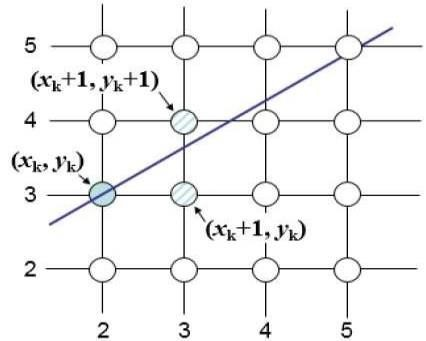 5
(xₖ+1, yₖ+1)
4
(xₖ, yₖ)
3
(xₖ+1, yₖ)
2
2 3 4 5